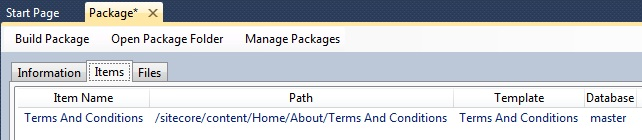 Start Page Package* ✕
Build Package Open Package Folder Manage Packages
Information Items Files
Item Name Path Template Database
Terms And Conditions /sitecore/content/Home/About/Terms And Conditions Terms And Conditions master